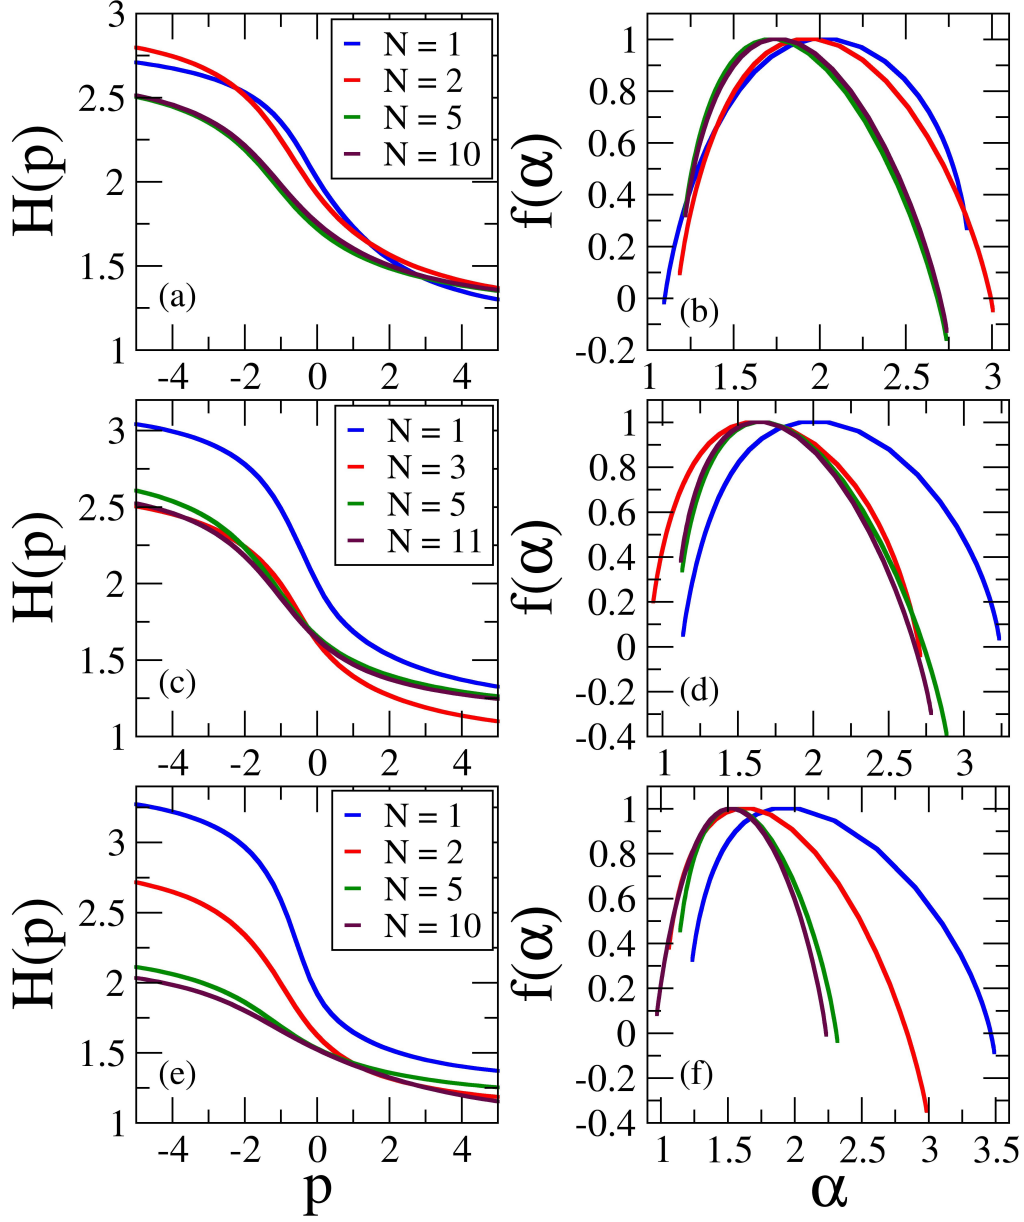 H(p)
3
2.5
2
1.5
1
-4 -2 0 2 4
N = 1
N = 2
N = 5
N = 10
(a)
f(α)
1
0.8
0.6
0.4
0.2
0
-0.2
1 1.5 2 2.5 3
(b)
H(p)
3
2.5
2
1.5
1
-4 -2 0 2 4
N = 1
N = 3
N = 5
N = 11
(c)
f(α)
1
0.8
0.6
0.4
0.2
0
-0.2
-0.4
1 1.5 2 2.5 3
(d)
H(p)
3
2.5
2
1.5
1
-4 -2 0 2 4
N = 1
N = 2
N = 5
N = 10
(e)
p
f(α)
1
0.8
0.6
0.4
0.2
0
-0.2
-0.4
1 1.5 2 2.5 3 3.5
(f)
α